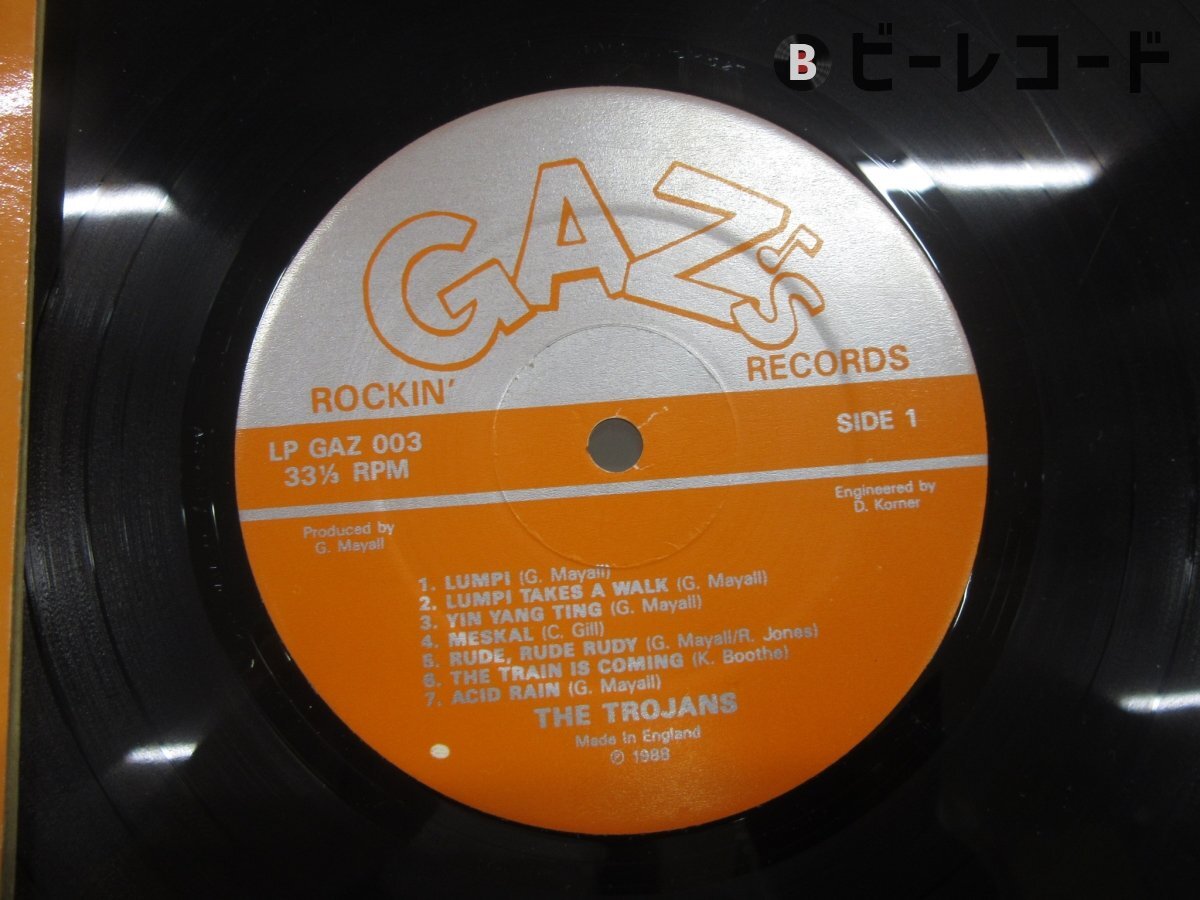 B ビーレコード
GAZ'S
ROCKIN' RECORDS
LP GAZ 003 SIDE 1
33⅓ RPM
Produced by
G. Mayall
Engineered by
D. Korner
1. LUMPI (G. Mayall)
2. LUMPI TAKES A WALK (G. Mayall)
3. YIN YANG TING (G. Mayall)
4. MESKAL (C. Gill)
5. RUDE, RUDE RUDY (G. Mayall/R. Jones)
6. THE TRAIN IS COMING (K. Boothe)
7. ACID RAIN (G. Mayall)
THE TROJANS
Made in England
℗ 1988